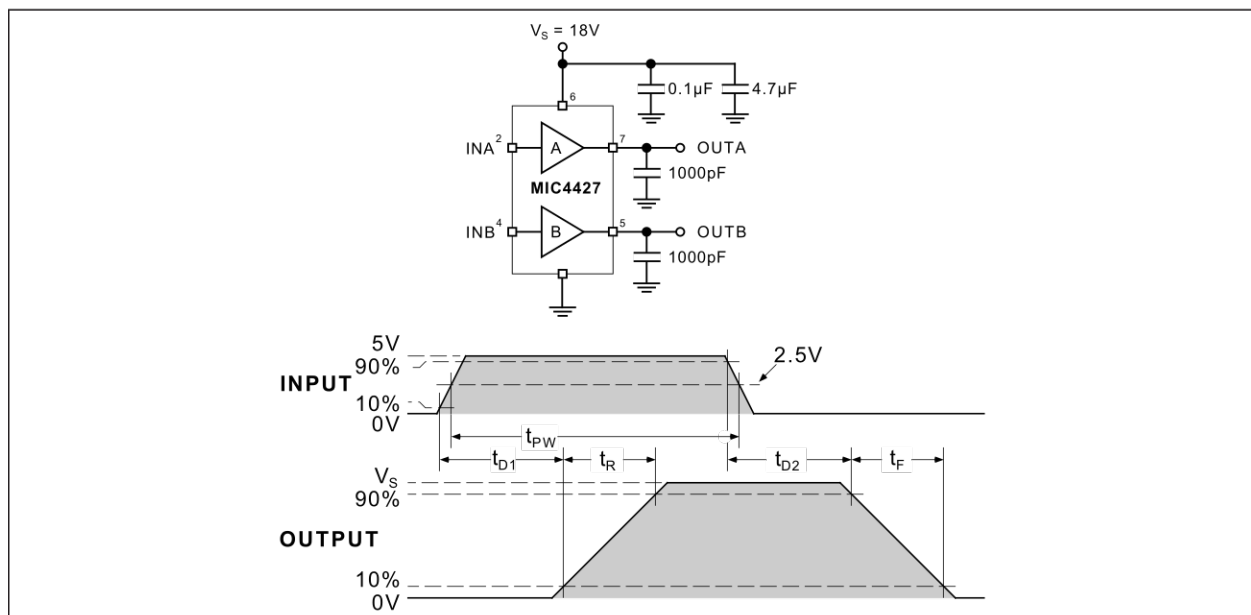 V_S = 18V
6
0.1µF 4.7µF
INA 2 A 7 OUTA
1000pF
MIC4427
INB 4 B 5 OUTB
1000pF
5V
90% 2.5V
INPUT
10%
0V
t_PW
t_D1 t_R t_D2 t_F
V_S
90%
OUTPUT
10%
0V